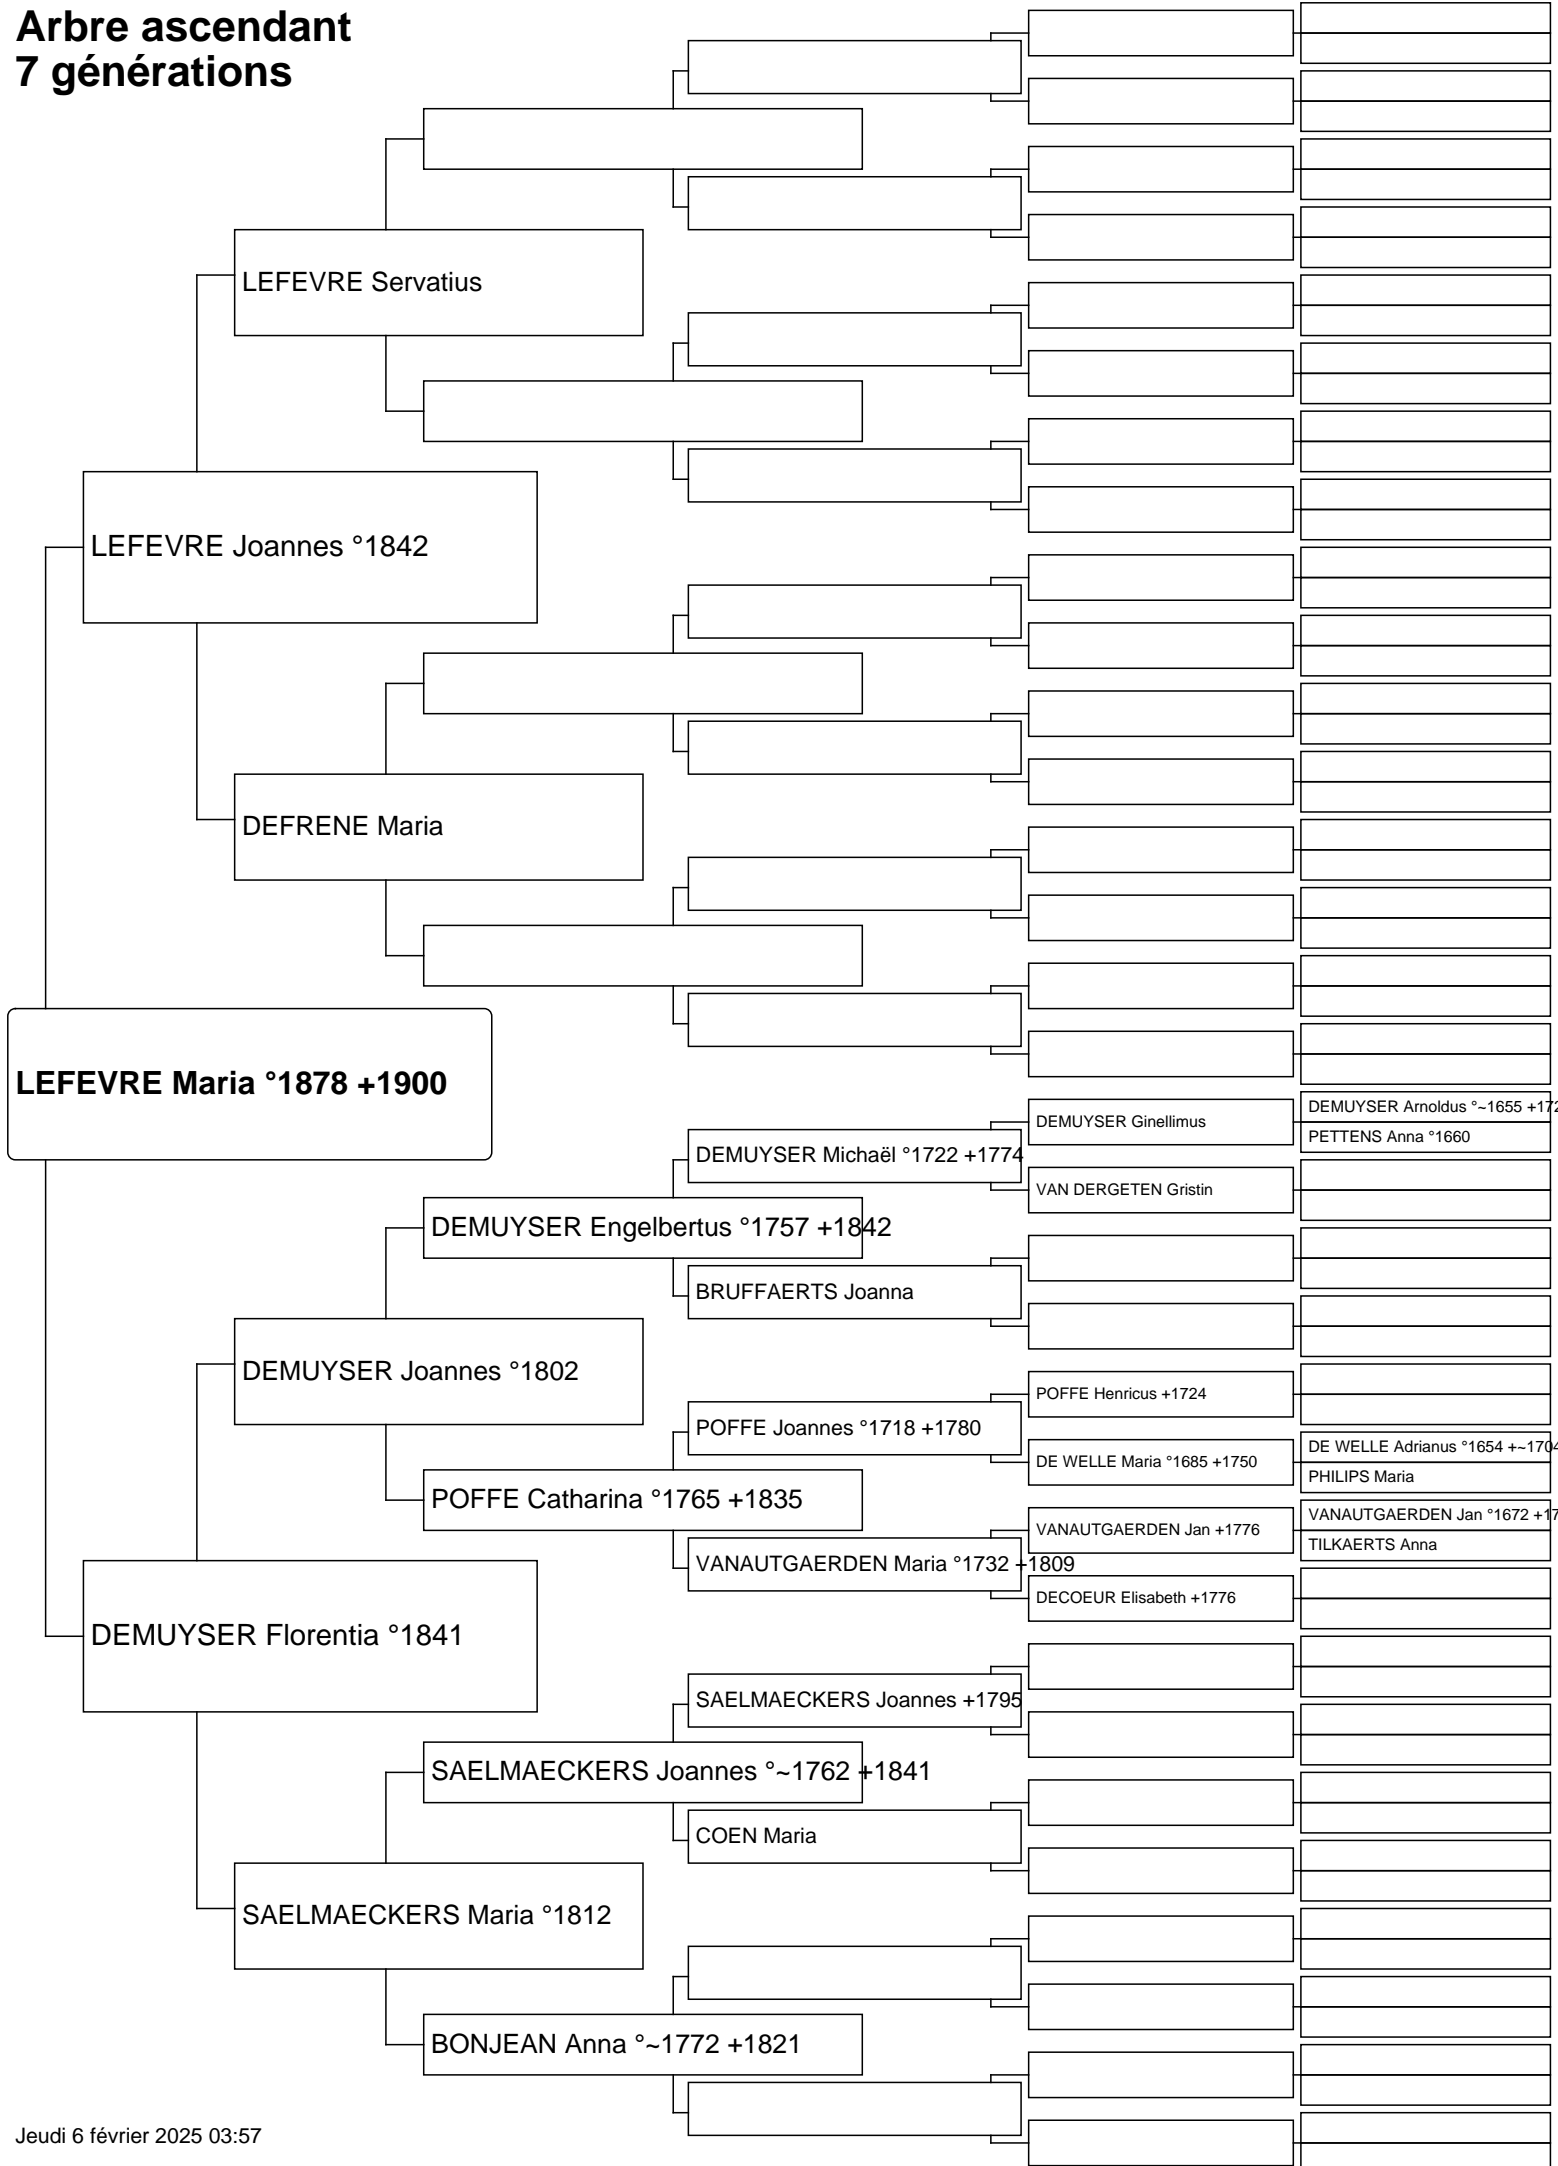 Arbre ascendant
7 générations
LEFEVRE Servatius
LEFEVRE Joannes °1842
DEFRENE Maria
LEFEVRE Maria °1878 +1900
DEMUYSER Arnoldus °~1655 +172
DEMUYSER Ginellimus
PETTENS Anna °1660
DEMUYSER Michaël °1722 +1774
VAN DERGETEN Gristin
DEMUYSER Engelbertus °1757 +1842
BRUFFAERTS Joanna
DEMUYSER Joannes °1802
POFFE Henricus +1724
POFFE Joannes °1718 +1780
DE WELLE Adrianus °1654 +~1704
DE WELLE Maria °1685 +1750
PHILIPS Maria
POFFE Catharina °1765 +1835
VANAUTGAERDEN Jan °1672 +17
VANAUTGAERDEN Jan +1776
TILKAERTS Anna
VANAUTGAERDEN Maria °1732 +1809
DECOEUR Elisabeth +1776
DEMUYSER Florentia °1841
SAELMAECKERS Joannes +1795
SAELMAECKERS Joannes °~1762 +1841
COEN Maria
SAELMAECKERS Maria °1812
BONJEAN Anna °~1772 +1821
Jeudi 6 février 2025 03:57